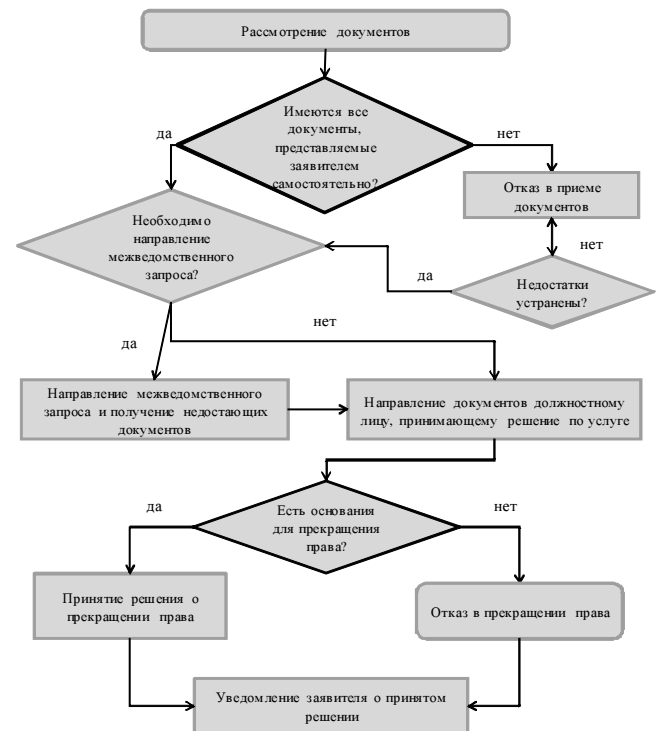 Рассмотрение документов
Имеются все
документы,
представляемые
заявителем
самостоятельно?
да
нет
Отказ в приеме
документов
Необходимо
направление
межведомственного
запроса?
нет
да
Недостатки
устранены?
нет
да
Направление межведомственного
запроса и получение недостающих
документов
Направление документов должностному
лицу, принимающему решение по услуге
Есть основания
для прекращения
права?
да
нет
Принятие решения о
прекращении права
Отказ в прекращении права
Уведомление заявителя о принятом
решении